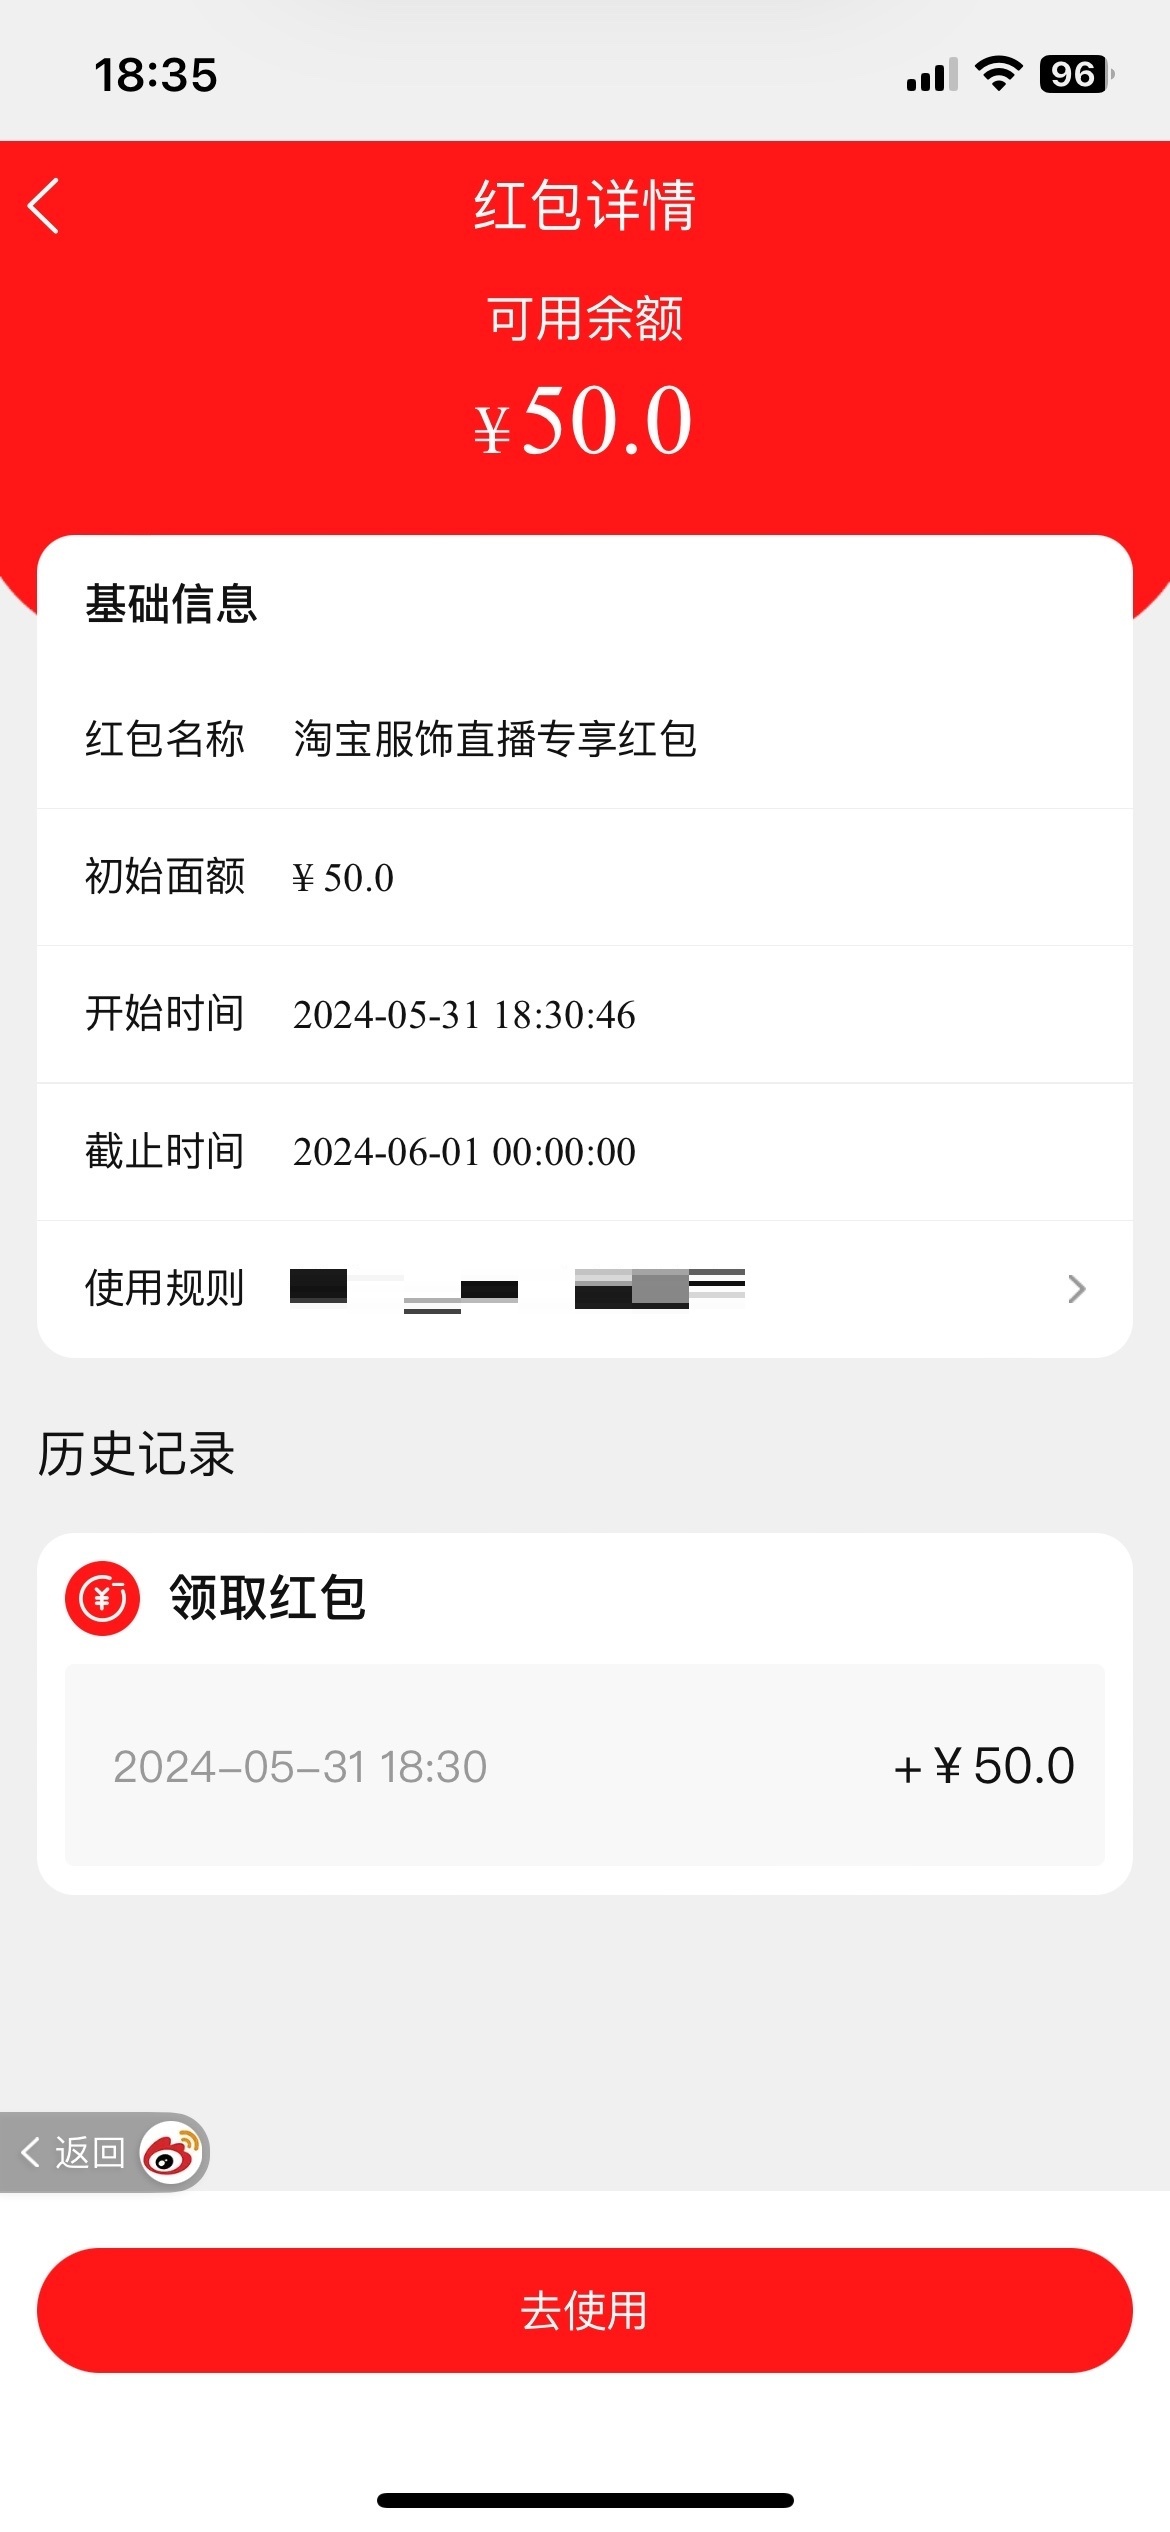 18:35
96
红包详情
可用余额
¥50.0
基础信息
红包名称 淘宝服饰直播专享红包
初始面额 ¥ 50.0
开始时间 2024-05-31 18:30:46
截止时间 2024-06-01 00:00:00
使用规则
历史记录
领取红包
2024-05-31 18:30 +¥50.0
返回
去使用